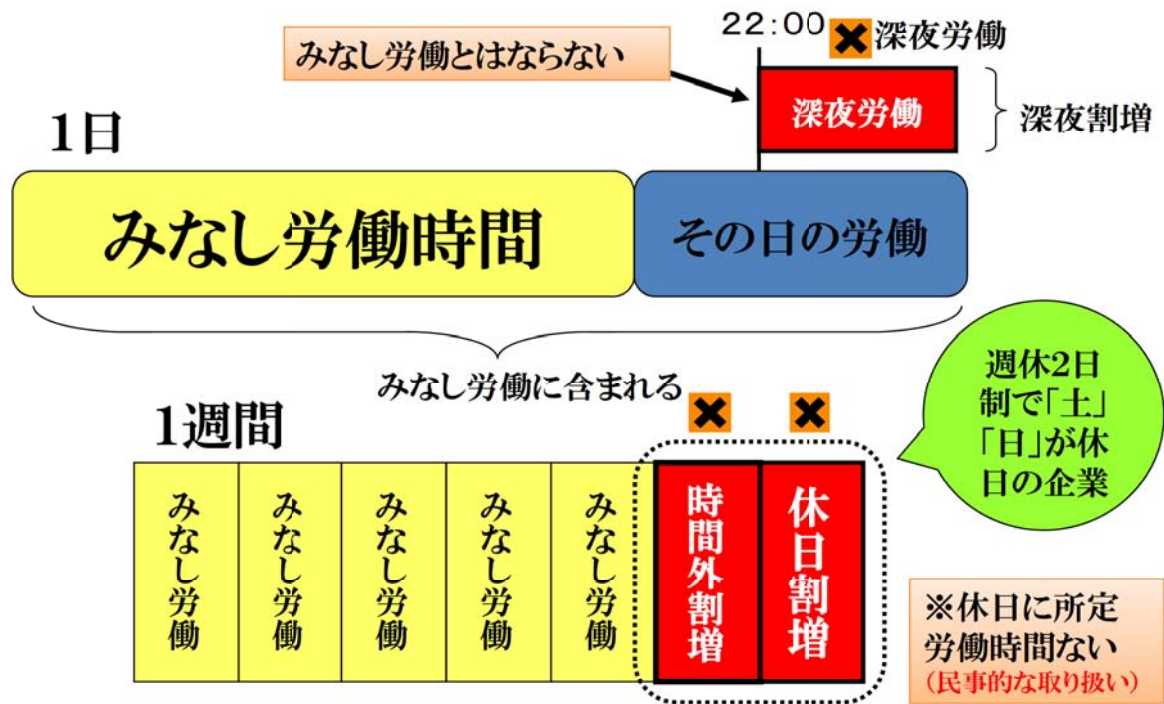 22:00
深夜労働
みなし労働とはならない
深夜労働
深夜割増
1日
みなし労働時間
その日の労働
みなし労働に含まれる
1週間
みなし労働
みなし労働
みなし労働
みなし労働
みなし労働
時間外割増
休日割増
週休2日
制で「土」
「日」が休
日の企業
※休日に所定
労働時間ない
(民事的な取り扱い)